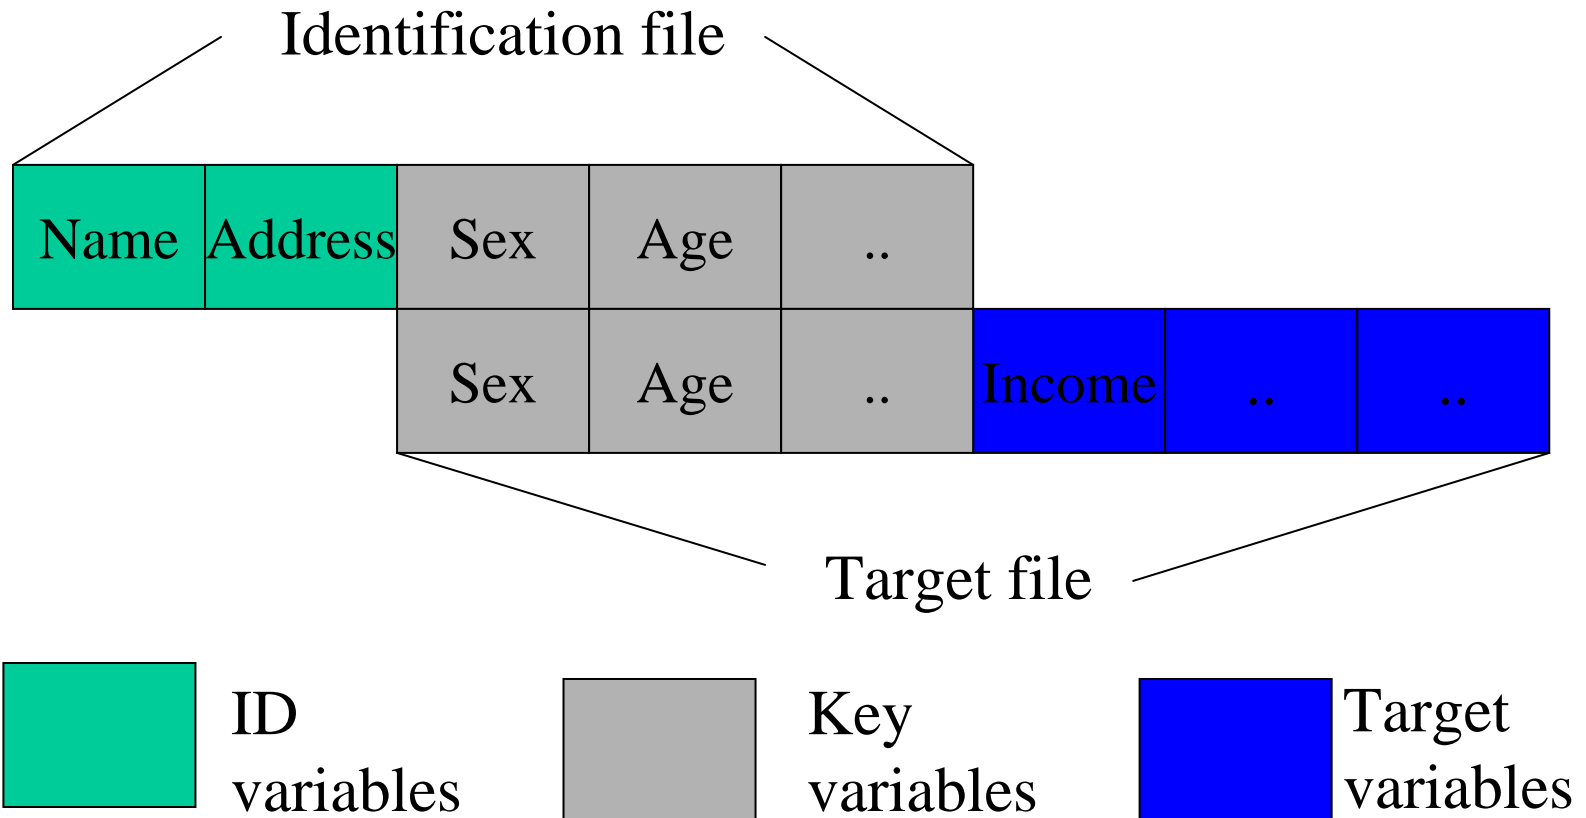 Identification file
Name Address Sex Age ..
Sex Age .. Income .. ..
Target file
ID variables
Key variables
Target variables